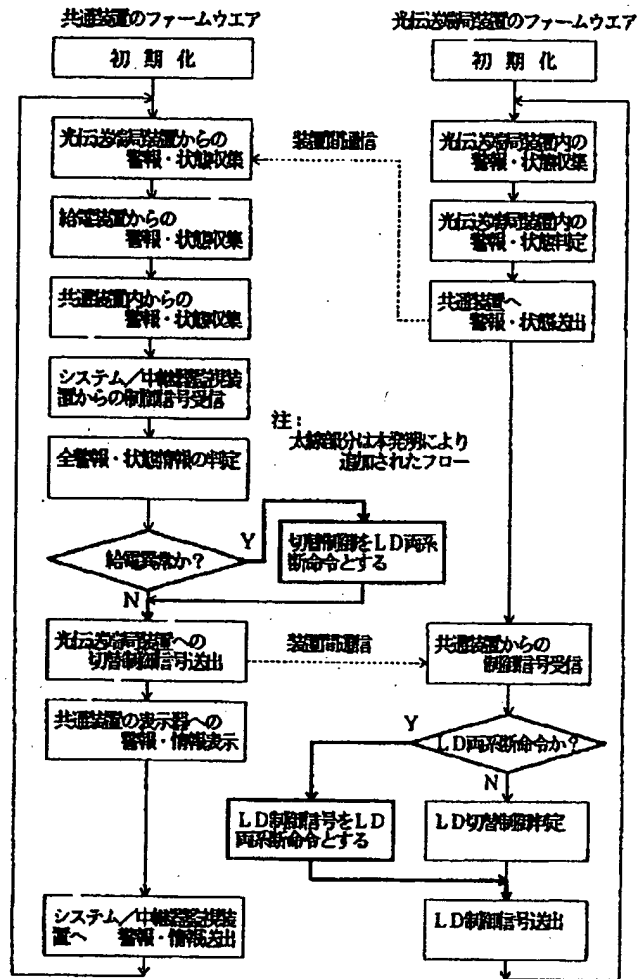 共通装置のファームウエア
初期化
光伝送端局装置からの
警報・状態収集
給電装置からの
警報・状態収集
共通装置内からの
警報・状態収集
システム／中継器監視装
置からの制御信号受信
全警報・状態情報の判定
給電異常か？
Y
N
切替制御をLD両系
断命令とする
光伝送端局装置への
切替制御信号送出
共通装置の表示器への
警報・情報表示
システム／中継器監視装
置へ 警報・情報送出
装置間通信
注：
太線部分は本発明により
追加されたフロー
装置間通信
光伝送端局装置のファームウエア
初期化
光伝送端局装置内の
警報・状態収集
光伝送端局装置内の
警報・状態判定
共通装置へ
警報・状態送出
共通装置からの
制御信号受信
LD両系断命令か？
Y
N
LD制御信号をLD
両系断命令とする
LD切替制御判定
LD制御信号送出